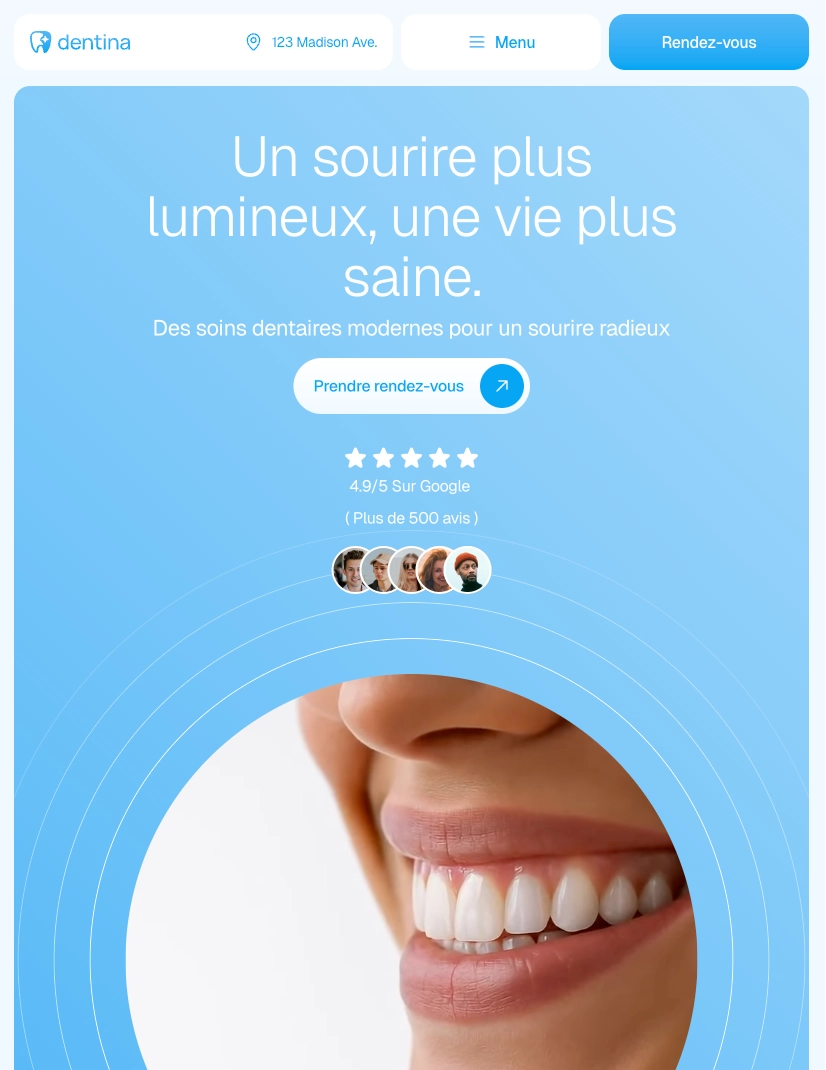 dentina
123 Madison Ave.
Menu
Rendez-vous
Un sourire plus
lumineux, une vie plus
saine.
Des soins dentaires modernes pour un sourire radieux
Prendre rendez-vous
4.9/5 Sur Google
( Plus de 500 avis )